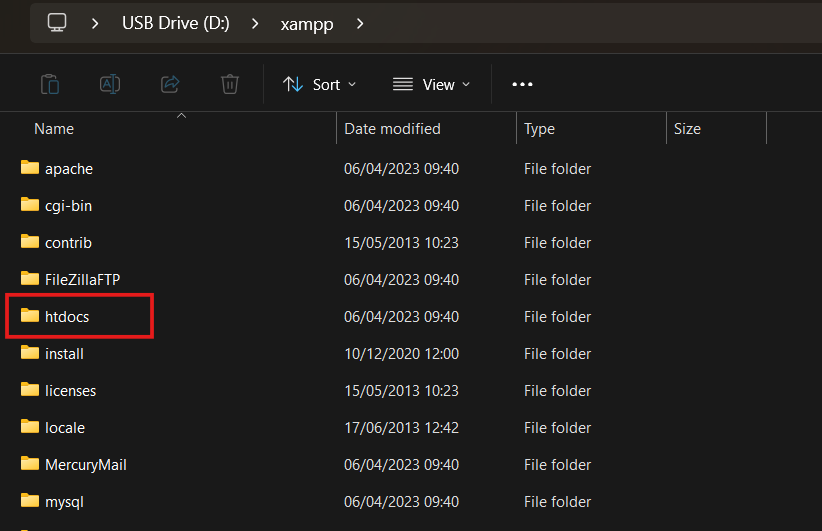 USB Drive (D:) xampp
Sort View
Name Date modified Type Size
apache 06/04/2023 09:40 File folder
cgi-bin 06/04/2023 09:40 File folder
contrib 15/05/2013 10:23 File folder
FileZillaFTP 06/04/2023 09:40 File folder
htdocs 06/04/2023 09:40 File folder
install 10/12/2020 12:00 File folder
licenses 15/05/2013 10:23 File folder
locale 17/06/2013 12:42 File folder
MercuryMail 06/04/2023 09:40 File folder
mysql 06/04/2023 09:40 File folder